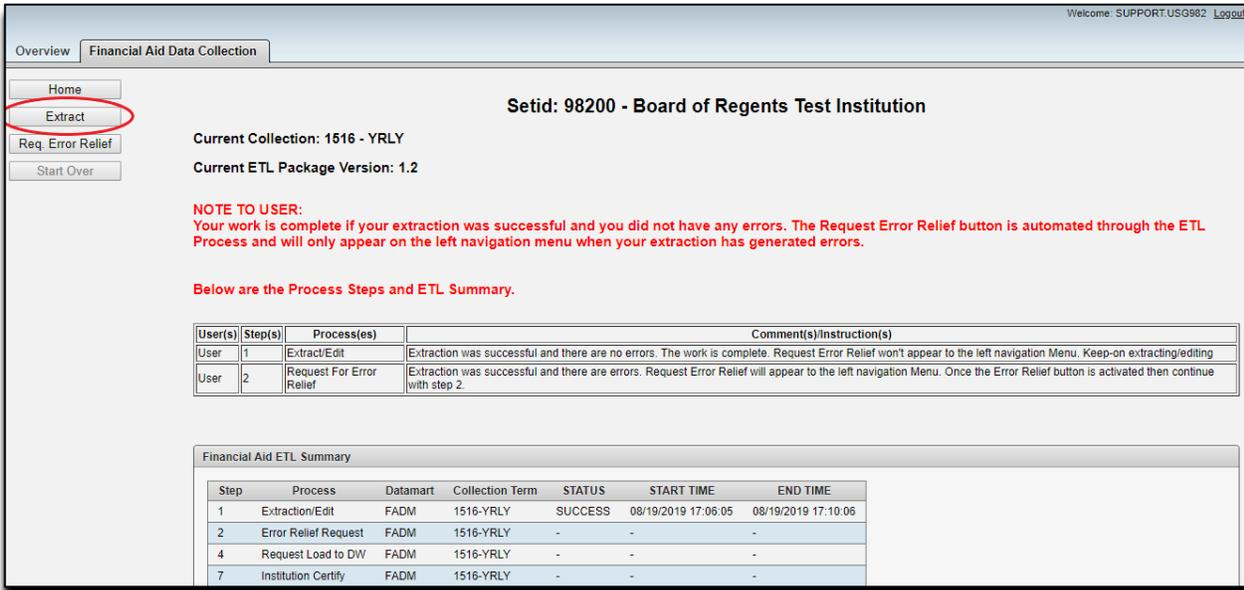 Welcome: SUPPORT.USG982 Logout
Overview Financial Aid Data Collection
Home
Extract
Req. Error Relief
Start Over
Setid: 98200 - Board of Regents Test Institution
Current Collection: 1516 - YRLY
Current ETL Package Version: 1.2
NOTE TO USER:
Your work is complete if your extraction was successful and you did not have any errors. The Request Error Relief button is automated through the ETL
Process and will only appear on the left navigation menu when your extraction has generated errors.
Below are the Process Steps and ETL Summary.
User(s) Step(s) Process(es) Comment(s)/Instruction(s)
User 1 Extract/Edit Extraction was successful and there are no errors. The work is complete. Request Error Relief won't appear to the left navigation Menu. Keep-on extracting/editing
User 2 Request For Error Relief Extraction was successful and there are errors. Request Error Relief will appear to the left navigation Menu. Once the Error Relief button is activated then continue
with step 2.
Financial Aid ETL Summary
Step Process Datamart Collection Term STATUS START TIME END TIME
1 Extraction/Edit FADM 1516-YRLY SUCCESS 08/19/2019 17:06:05 08/19/2019 17:10:06
2 Error Relief Request FADM 1516-YRLY - - -
4 Request Load to DW FADM 1516-YRLY - - -
7 Institution Certify FADM 1516-YRLY - - -